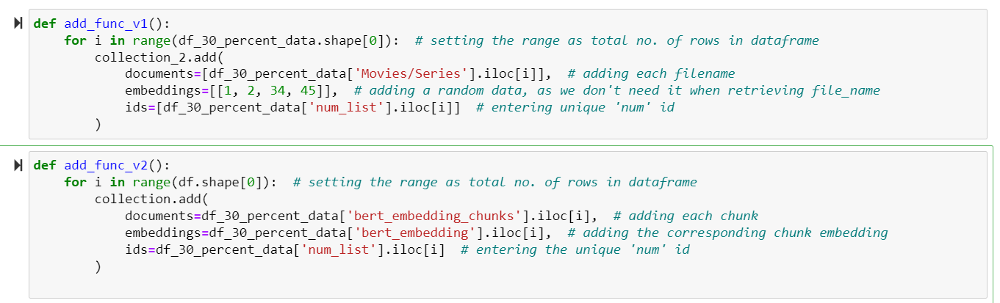 def add_func_v1():
    for i in range(df_30_percent_data.shape[0]):  # setting the range as total no. of rows in dataframe
        collection_2.add(
            documents=[df_30_percent_data['Movies/Series'].iloc[i]],  # adding each filename
            embeddings=[[1, 2, 34, 45]],  # adding a random data, as we don't need it when retrieving file_name
            ids=[df_30_percent_data['num_list'].iloc[i]]  # entering unique 'num' id
        )
def add_func_v2():
    for i in range(df.shape[0]):  # setting the range as total no. of rows in dataframe
        collection.add(
            documents=df_30_percent_data['bert_embedding_chunks'].iloc[i],  # adding each chunk
            embeddings=df_30_percent_data['bert_embedding'].iloc[i],  # adding the corresponding chunk embedding
            ids=df_30_percent_data['num_list'].iloc[i]  # entering the unique 'num' id
        )